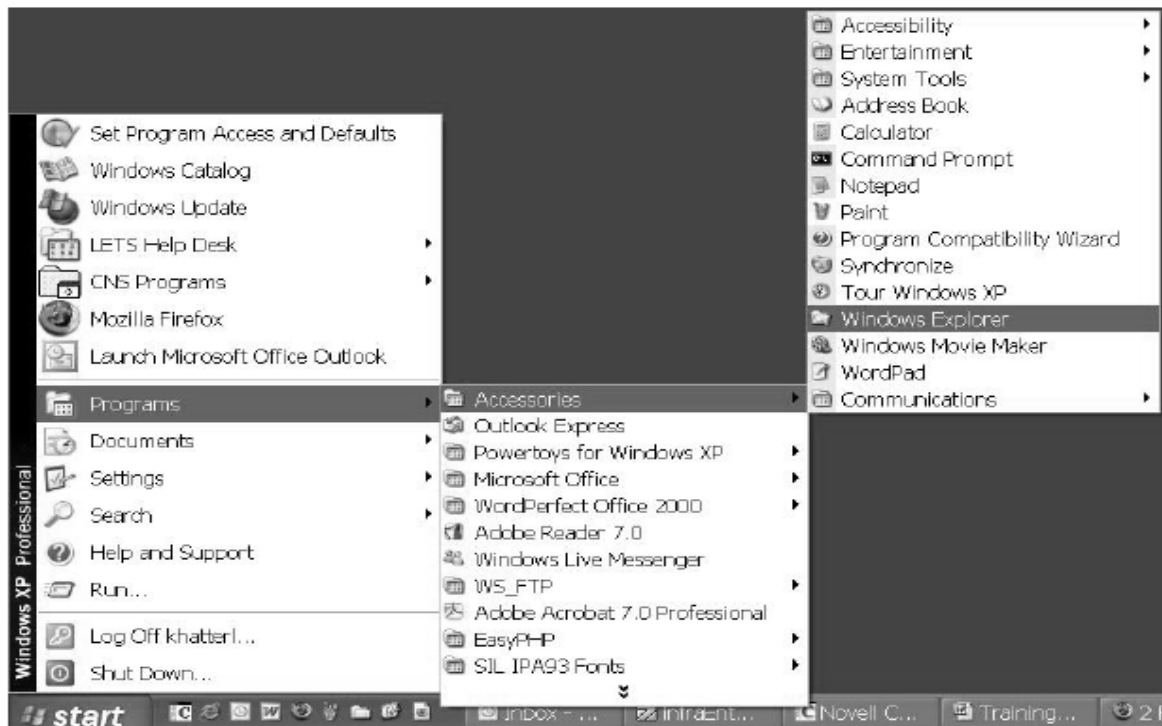 Set Program Access and Defaults
Windows Catalog
Windows Update
LETS Help Desk
CNS Programs
Mozilla Firefox
Launch Microsoft Office Outlook
Programs
Documents
Settings
Search
Help and Support
Run...
Log Off khatterl...
Shut Down...
Windows XP Professional
Accessories
Outlook Express
Powertoys for Windows XP
Microsoft Office
WordPerfect Office 2000
Adobe Reader 7.0
Windows Live Messenger
WS_FTP
Adobe Acrobat 7.0 Professional
EasyPHP
SIL IPA93 Fonts
Accessibility
Entertainment
System Tools
Address Book
Calculator
Command Prompt
Notepad
Paint
Program Compatibility Wizard
Synchronize
Tour Windows XP
Windows Explorer
Windows Movie Maker
WordPad
Communications
start
Inbox - ...
InfraEnt...
Novell C...
Training...